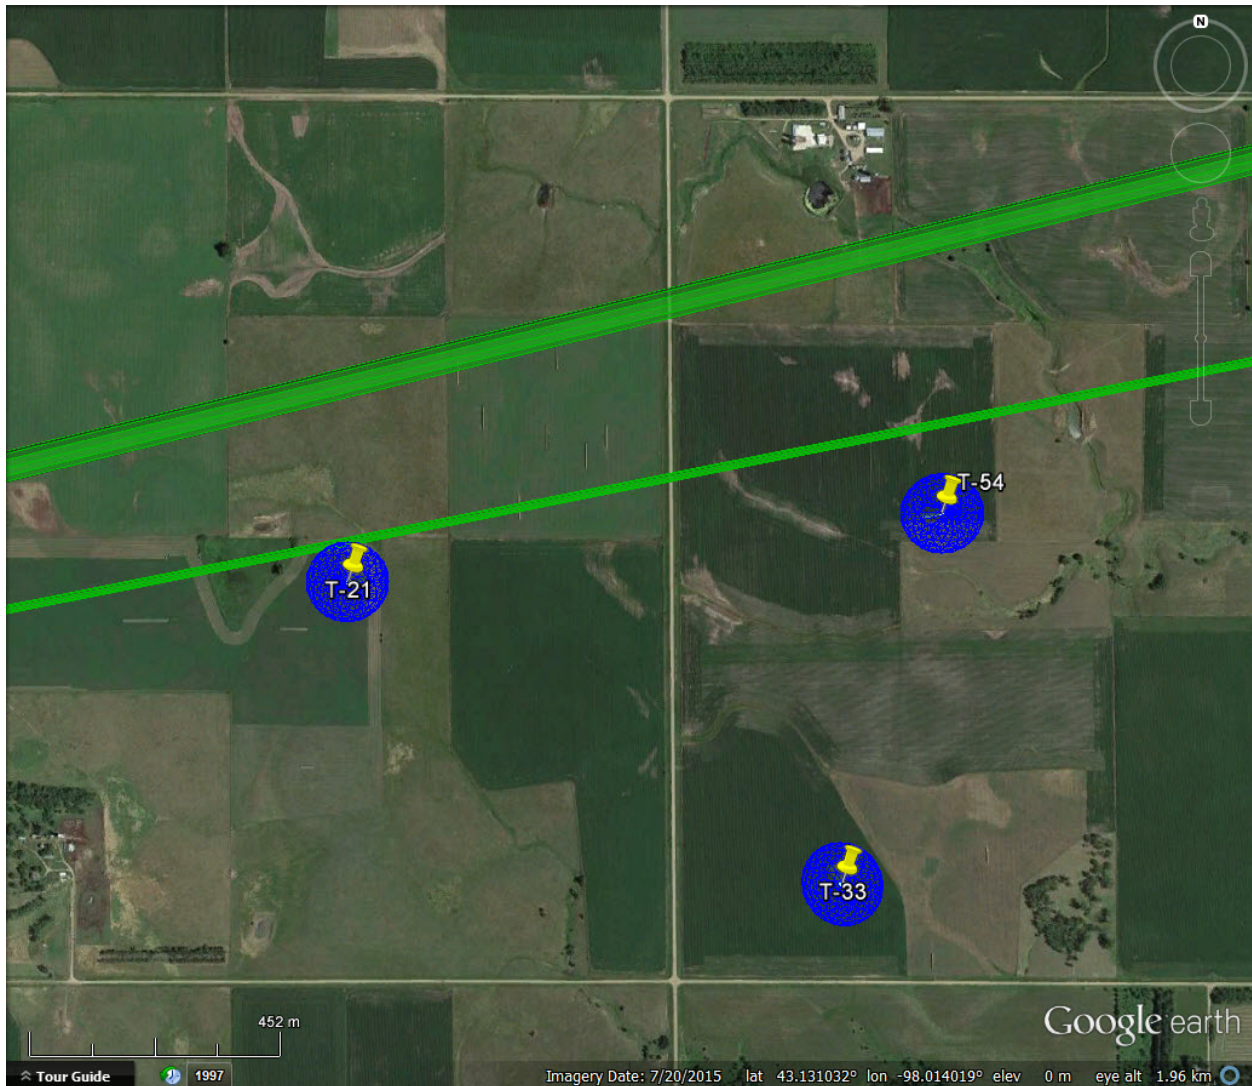 N
T-54
T-21
T-33
452 m
Google earth
Tour Guide
1997
Imagery Date: 7/20/2015 lat 43.131032° lon -98.014019° elev 0 m eye alt 1.96 km